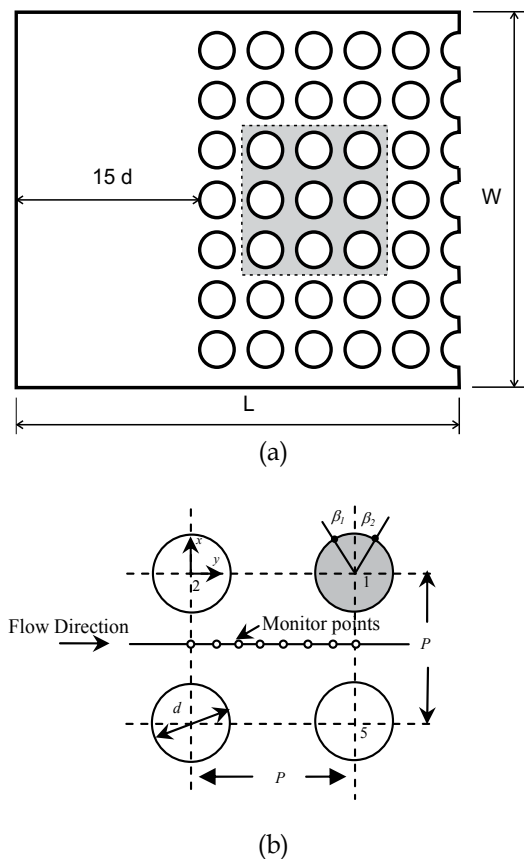 15 d
W
L
(a)
β1 β2
x
y
2
1
Flow Direction
Monitor points
P
d
5
P
(b)